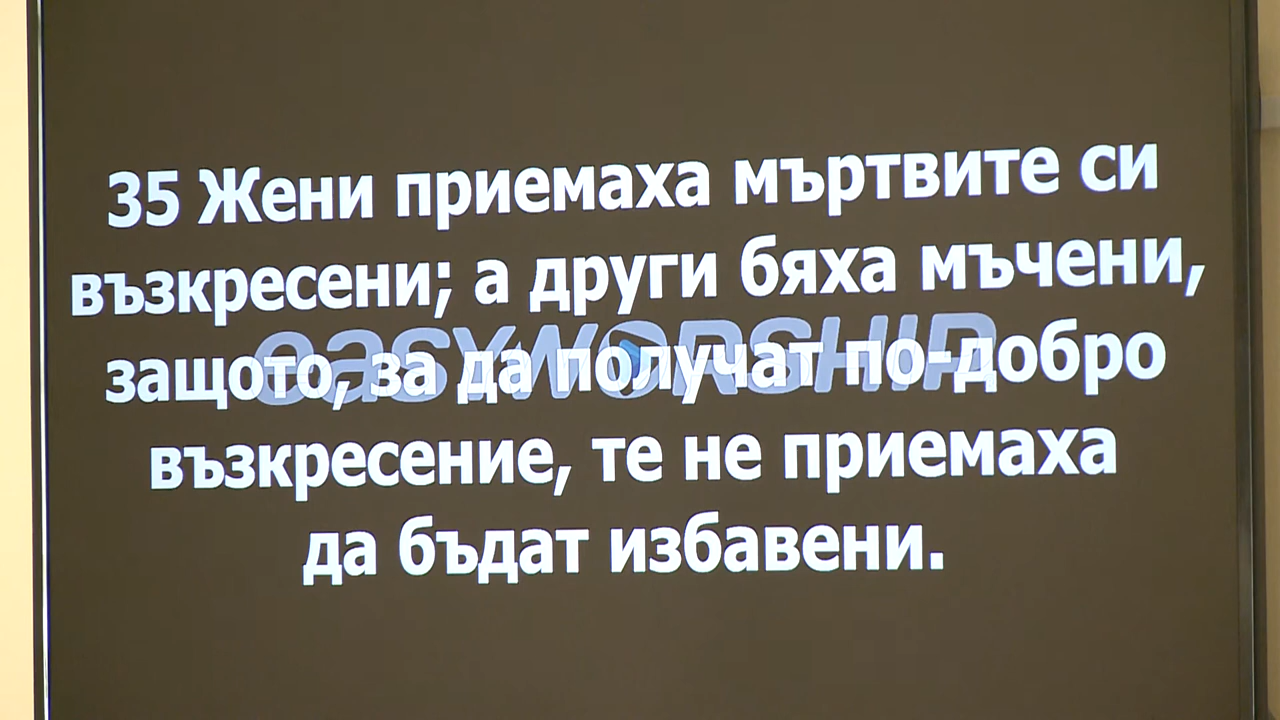 35 Жени приемаха мъртвите си
възкресени; а други бяха мъчени,
защото, за да получат по-добро
easyworship
възкресение, те не приемаха
да бъдат избавени.